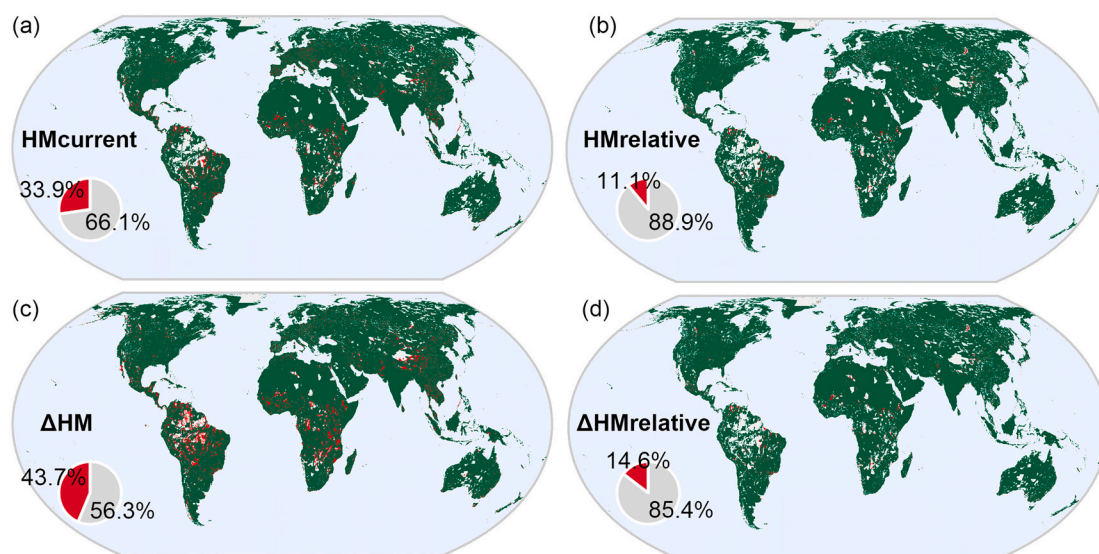 (a)
HMcurrent
33.9%
66.1%
(b)
HMrelative
11.1%
88.9%
(c)
ΔHM
43.7%
56.3%
(d)
ΔHMrelative
14.6%
85.4%